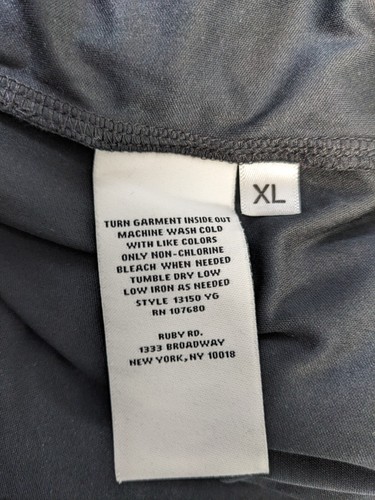 XL
TURN GARMENT INSIDE OUT
MACHINE WASH COLD
WITH LIKE COLORS
ONLY NON-CHLORINE
BLEACH WHEN NEEDED
TUMBLE DRY LOW
LOW IRON AS NEEDED
STYLE 13150 YG
RN 107680
RUBY RD.
1333 BROADWAY
NEW YORK, NY 10018